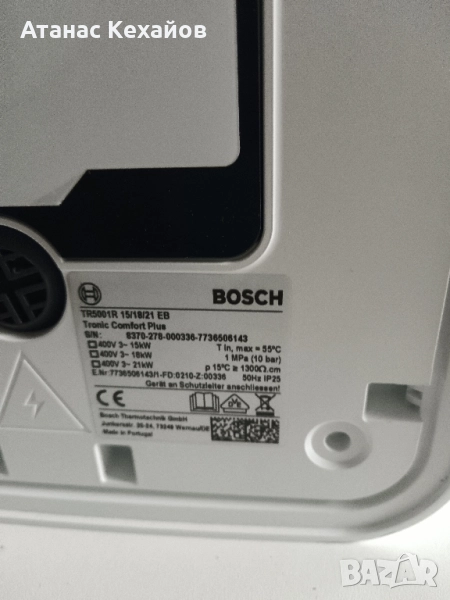 Атанас Кехайов
BOSCH
TR5001R 15/18/21 EB
Tronic Comfort Plus
S/N: 8370-278-000336-7736506143
400V 3~ 15kW T in, max = 55°C
400V 3~ 18kW 1 MPa (10 bar)
400V 3~ 21kW ρ 15°C ≥ 1300Ω.cm
E.Nr:7736506143/1-FD:0210-Z:00336 50Hz IP25
Gerät an Schutzleiter anschliessen!
CE
Bosch Thermotechnik GmbH
Junkersstr. 20-24, 73249 Wernau/DE
Made in Portugal
BAZAR